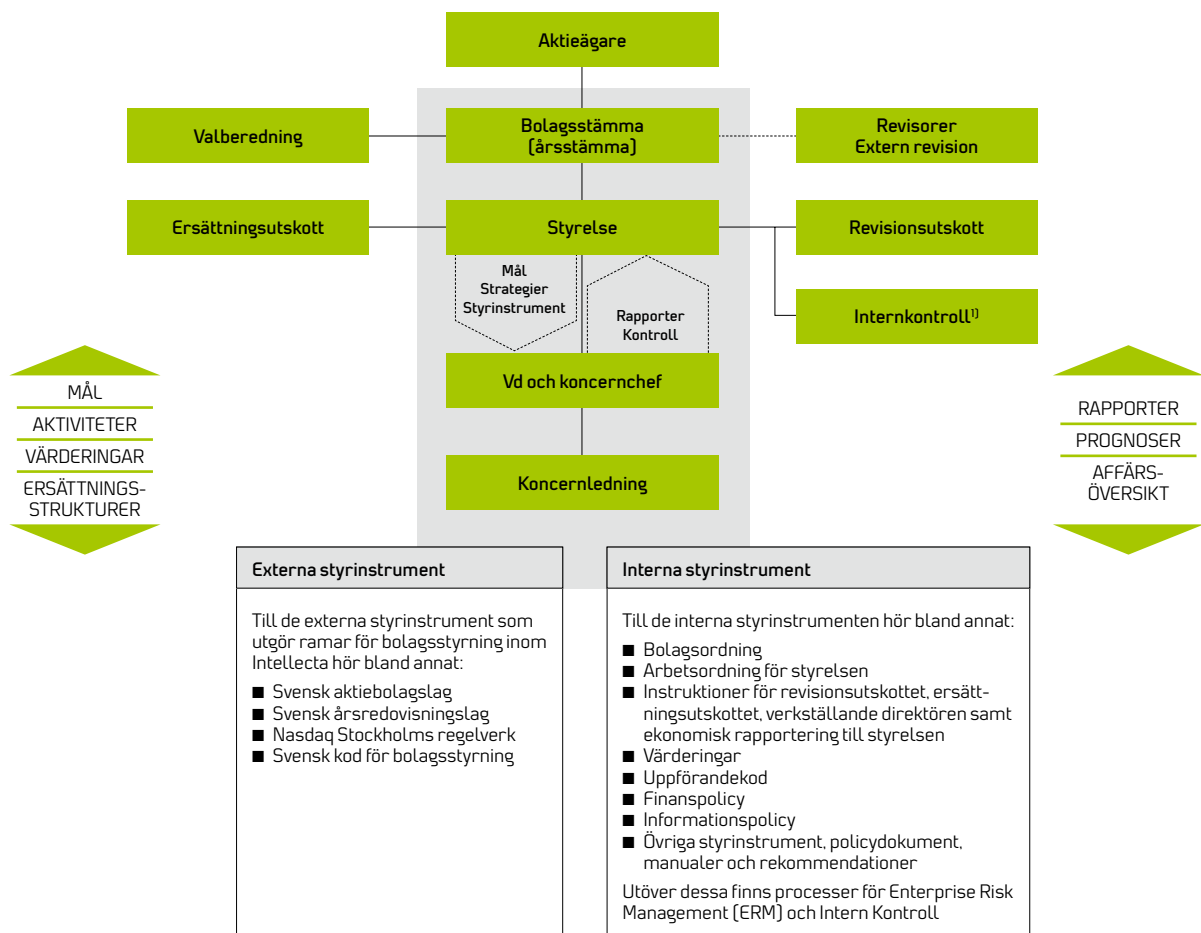 Aktieägare
Valberedning
Bolagsstämma
(årsstämma)
Revisorer
Extern revision
Ersättningsutskott
Styrelse
Revisionsutskott
Mål
Strategier
Styrinstrument
Rapporter
Kontroll
Internkontroll¹⁾
Vd och koncernchef
Koncernledning
MÅL
AKTIVITETER
VÄRDERINGAR
ERSÄTTNINGS-
STRUKTURER
RAPPORTER
PROGNOSER
AFFÄRS-
ÖVERSIKT
Externa styrinstrument
Till de externa styrinstrument som
utgör ramar för bolagsstyrning inom
Intellecta hör bland annat:
■ Svensk aktiebolagslag
■ Svensk årsredovisningslag
■ Nasdaq Stockholms regelverk
■ Svensk kod för bolagsstyrning
Interna styrinstrument
Till de interna styrinstrumenten hör bland annat:
■ Bolagsordning
■ Arbetsordning för styrelsen
■ Instruktioner för revisionsutskottet, ersätt-
ningsutskottet, verkställande direktören samt
ekonomisk rapportering till styrelsen
■ Värderingar
■ Uppförandekod
■ Finanspolicy
■ Informationspolicy
■ Övriga styrinstrument, policydokument,
manualer och rekommendationer
Utöver dessa finns processer för Enterprise Risk
Management (ERM) och Intern Kontroll